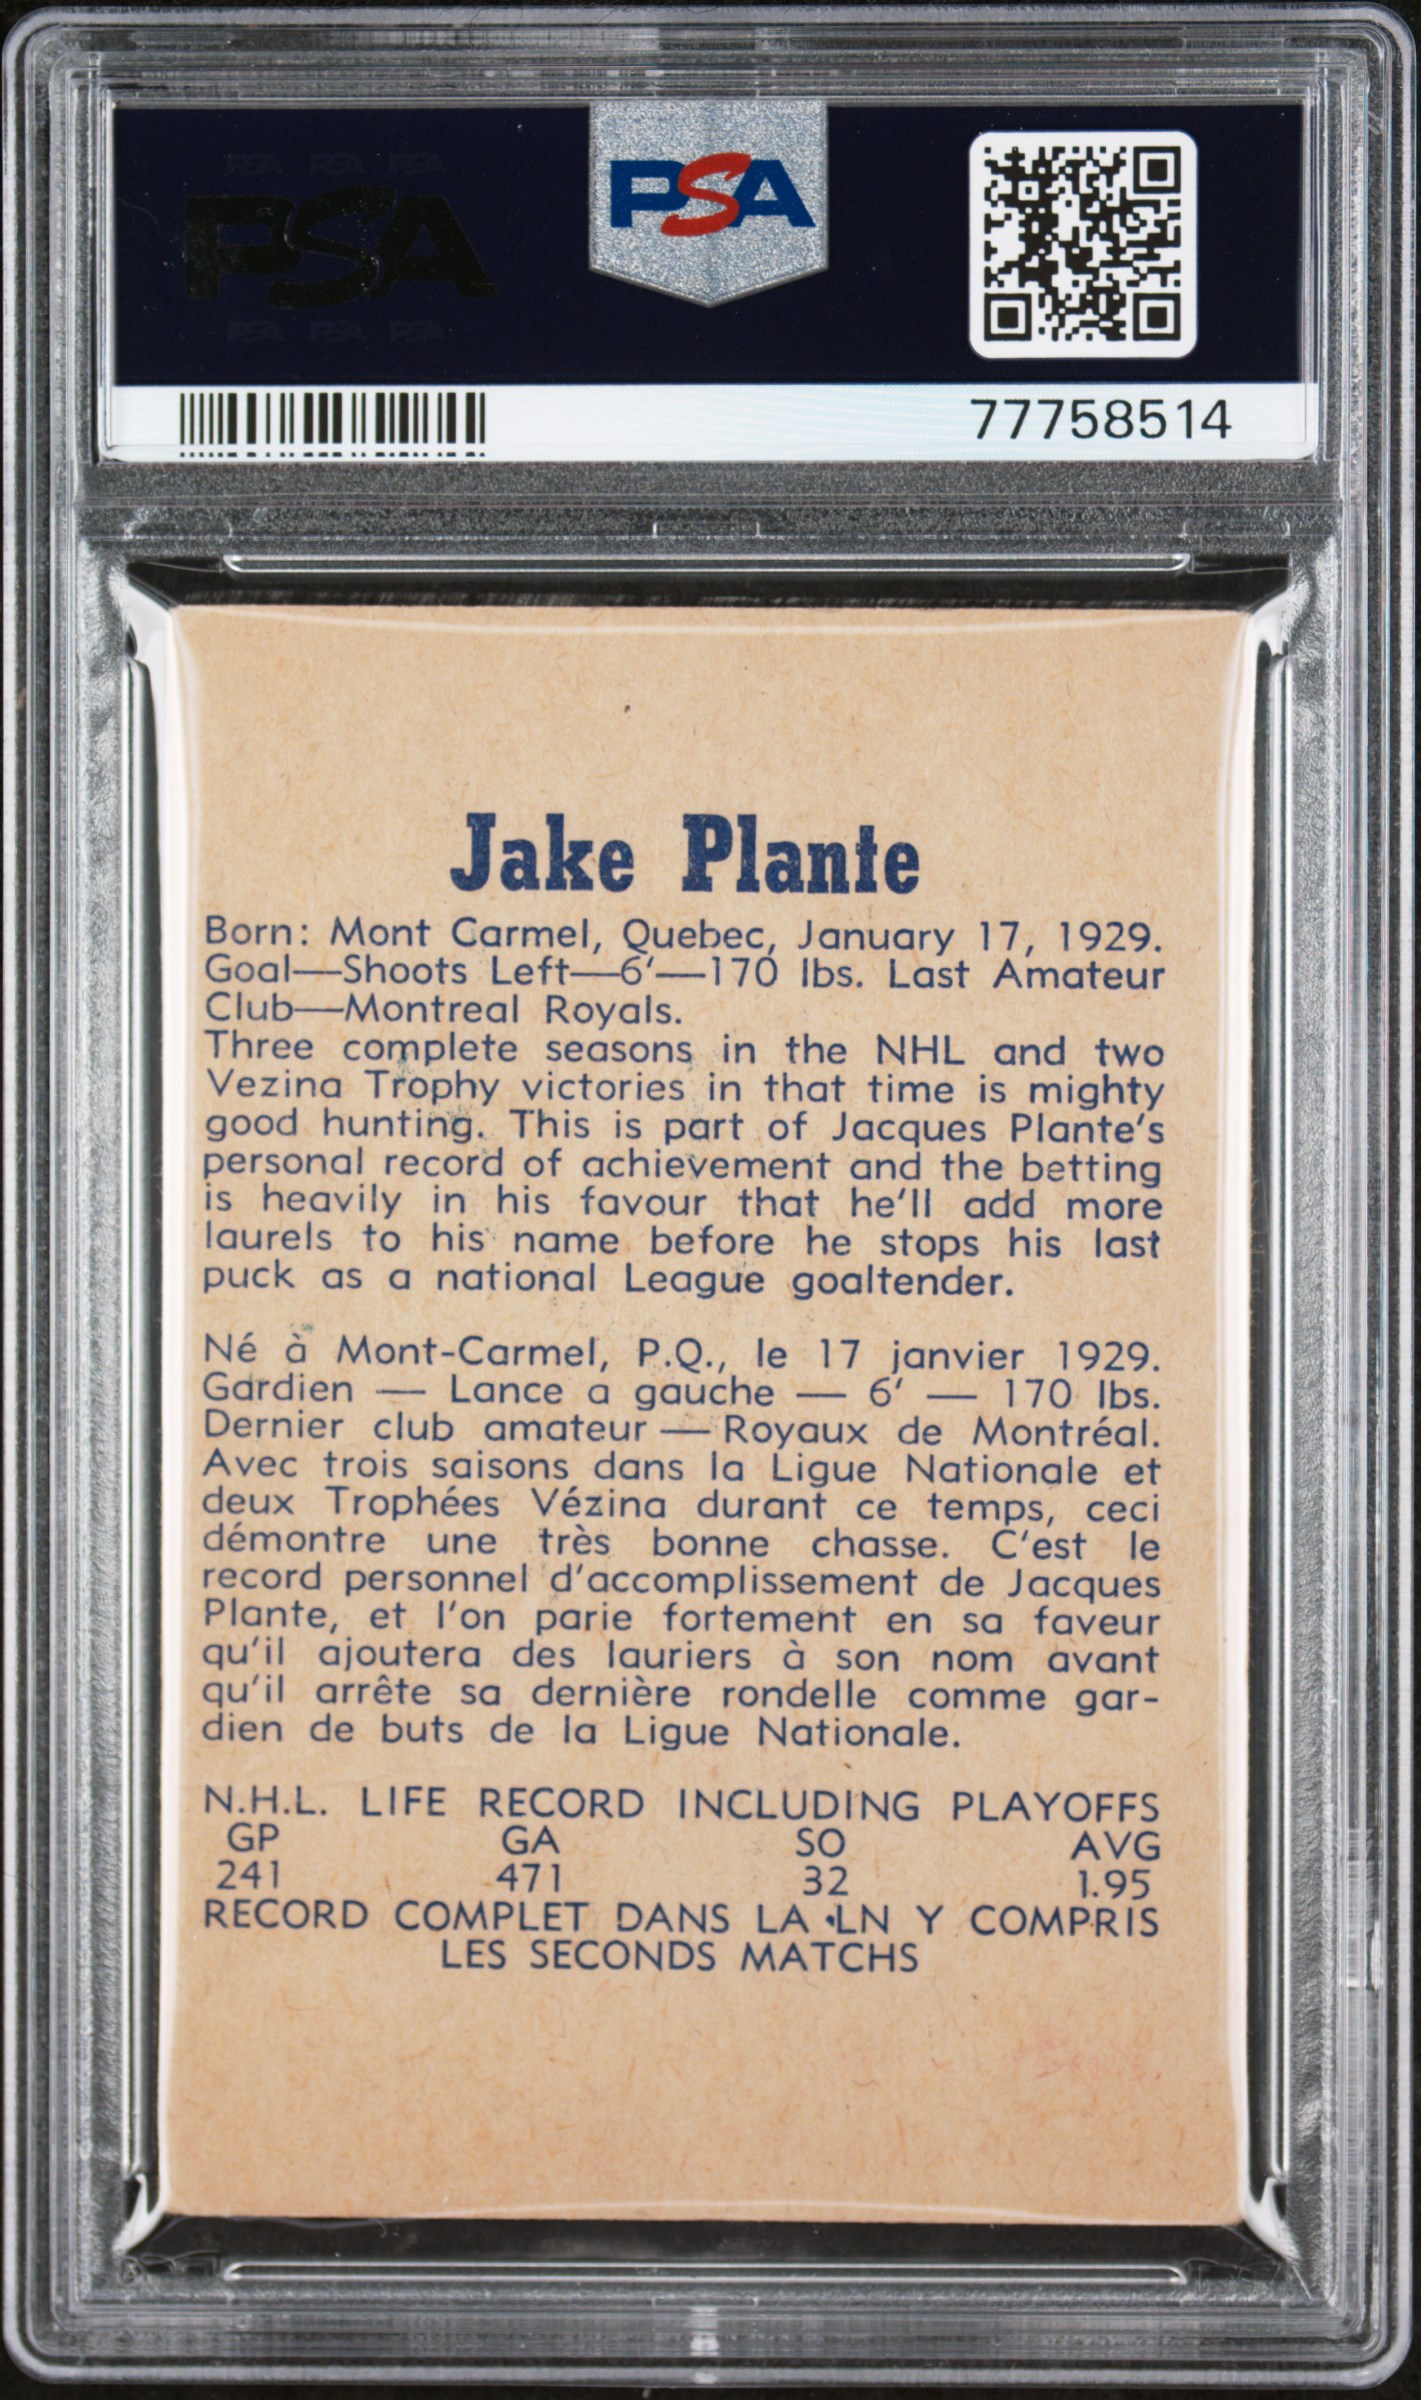 PSA PSA PSA
PSA
PSA PSA PSA
PSA
77758514
Jake Plante
Born: Mont Carmel, Quebec, January 17, 1929.
Goal—Shoots Left—6'—170 lbs. Last Amateur
Club—Montreal Royals.
Three complete seasons in the NHL and two
Vezina Trophy victories in that time is mighty
good hunting. This is part of Jacques Plante's
personal record of achievement and the betting
is heavily in his favour that he'll add more
laurels to his name before he stops his last
puck as a national League goaltender.
Né à Mont-Carmel, P.Q., le 17 janvier 1929.
Gardien — Lance a gauche — 6' — 170 lbs.
Dernier club amateur — Royaux de Montréal.
Avec trois saisons dans la Ligue Nationale et
deux Trophées Vézina durant ce temps, ceci
démontre une très bonne chasse. C'est le
record personnel d'accomplissement de Jacques
Plante, et l'on parie fortement en sa faveur
qu'il ajoutera des lauriers à son nom avant
qu'il arrête sa dernière rondelle comme gar-
dien de buts de la Ligue Nationale.
N.H.L. LIFE RECORD INCLUDING PLAYOFFS
GP GA SO AVG
241 471 32 1.95
RECORD COMPLET DANS LA LN Y COMPRIS
LES SECONDS MATCHS